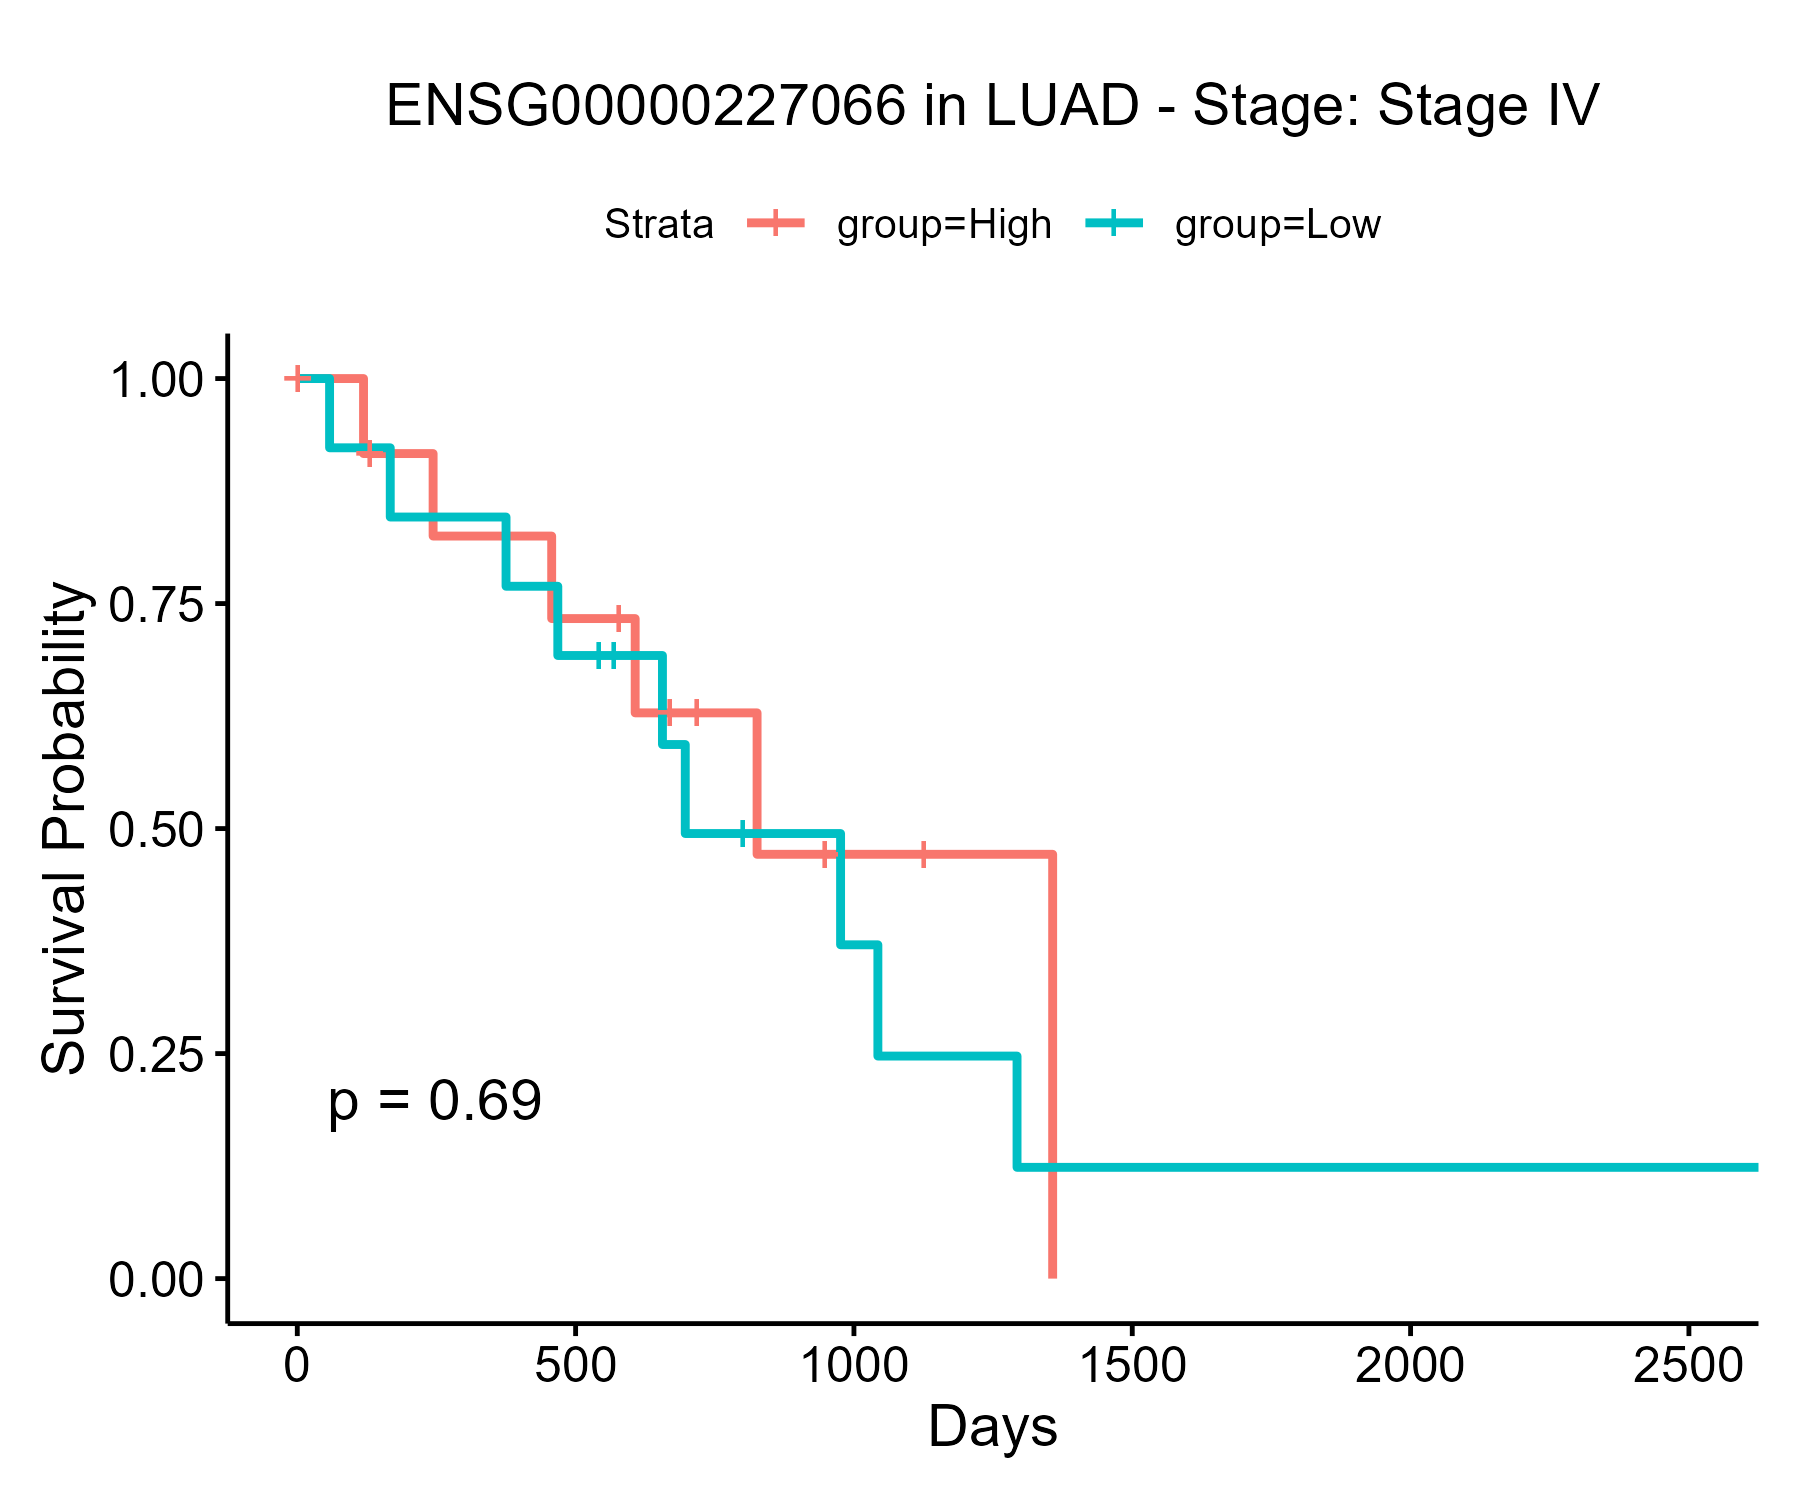 ENSG00000227066 in LUAD - Stage: Stage IV
Strata group=High group=Low
1.00
0.75
0.50
0.25
0.00
Survival Probability
p = 0.69
0 500 1000 1500 2000 2500
Days